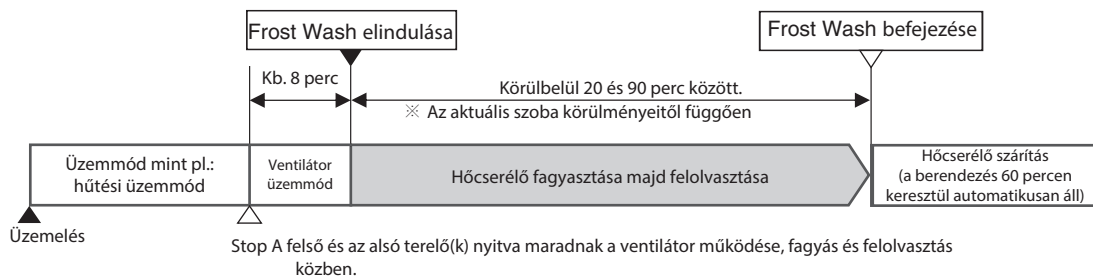 Frost Wash elindulása
Frost Wash befejezése
Kb. 8 perc
Körülbelül 20 és 90 perc között.
※ Az aktuális szoba körülményeitől függően
Üzemmód mint pl.:
hűtési üzemmód
Ventilátor
üzemmód
Hőcserélő fagyasztása majd felolvasztása
Hőcserélő szárítás
(a berendezés 60 percen
keresztül automatikusan áll)
Üzemelés
Stop A felső és az alsó terelő(k) nyitva maradnak a ventilátor működése, fagyás és felolvasztás
közben.